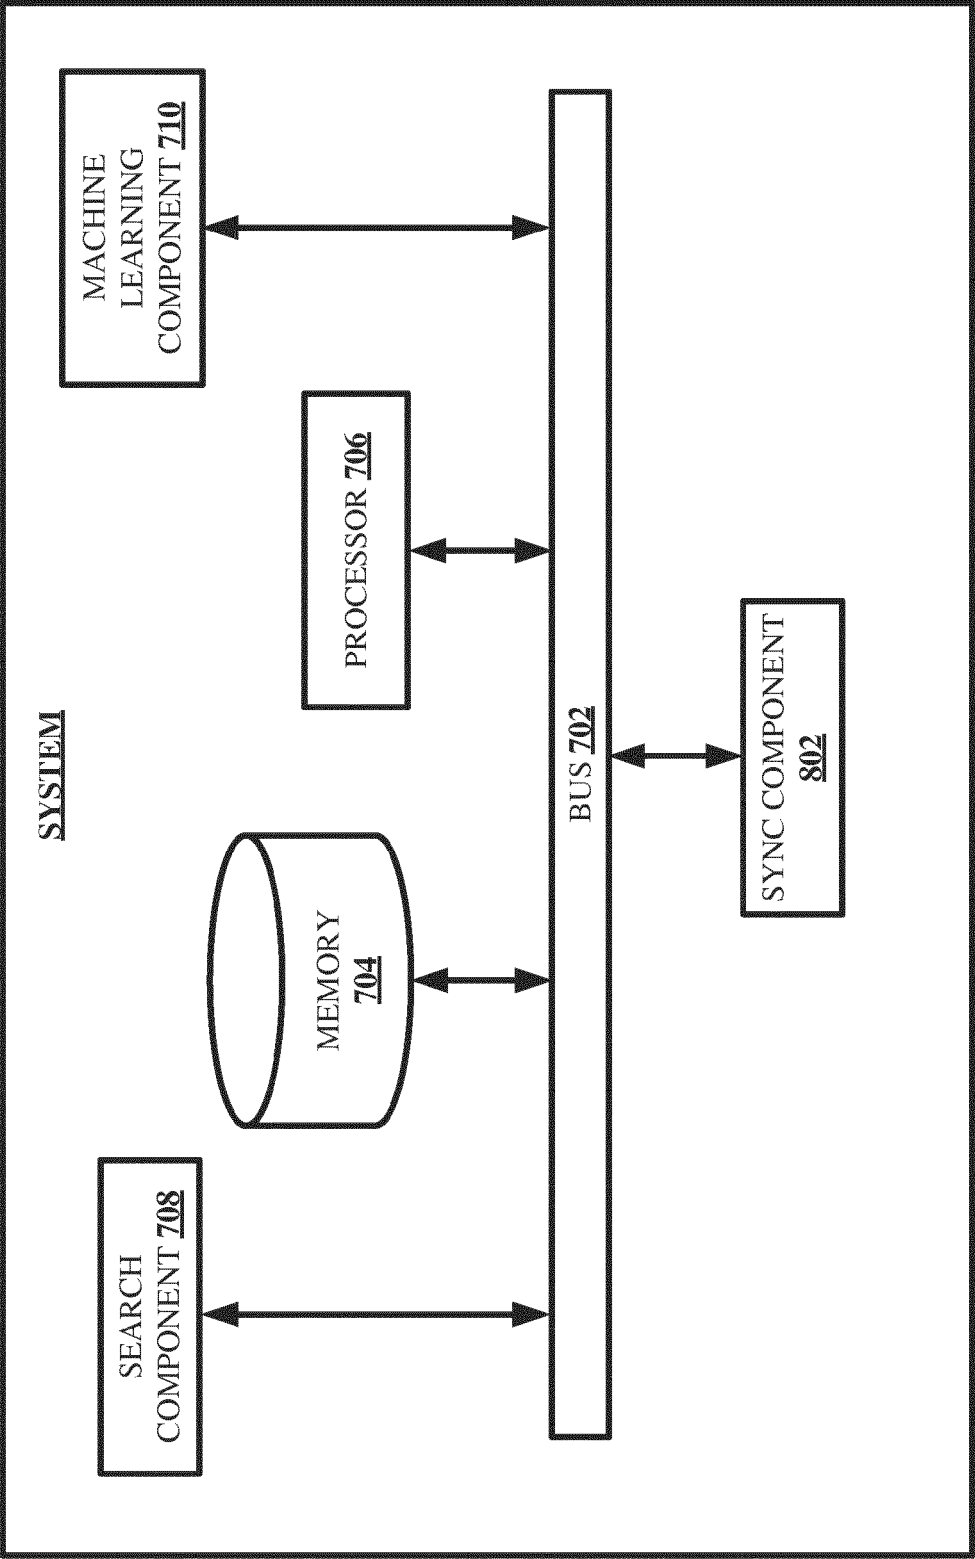 SYSTEM
SEARCH
COMPONENT 708
MEMORY
704
PROCESSOR 706
MACHINE
LEARNING
COMPONENT 710
BUS 702
SYNC COMPONENT
802